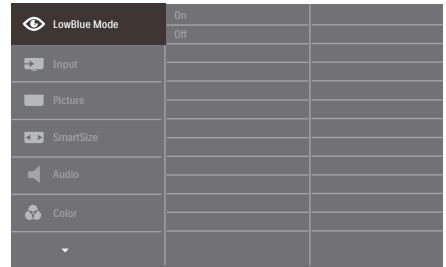 LowBlue Mode
On
Off
Input
Picture
SmartSize
Audio
Color